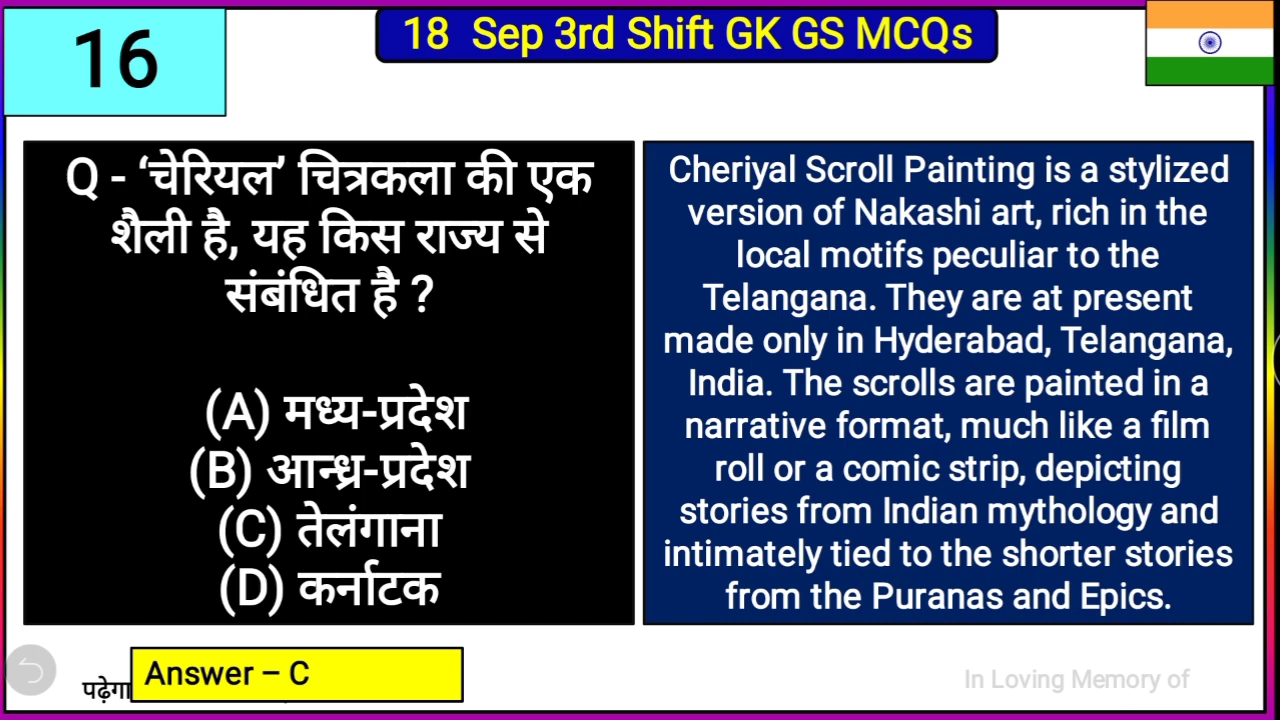 16
18 Sep 3rd Shift GK GS MCQs
Q - ‘चेरियल’ चित्रकला की एक
शैली है, यह किस राज्य से
संबंधित है ?
(A) मध्य-प्रदेश
(B) आन्ध्र-प्रदेश
(C) तेलंगाना
(D) कर्नाटक
Cheriyal Scroll Painting is a stylized
version of Nakashi art, rich in the
local motifs peculiar to the
Telangana. They are at present
made only in Hyderabad, Telangana,
India. The scrolls are painted in a
narrative format, much like a film
roll or a comic strip, depicting
stories from Indian mythology and
intimately tied to the shorter stories
from the Puranas and Epics.
पढ़ेगा
Answer – C
In Loving Memory of